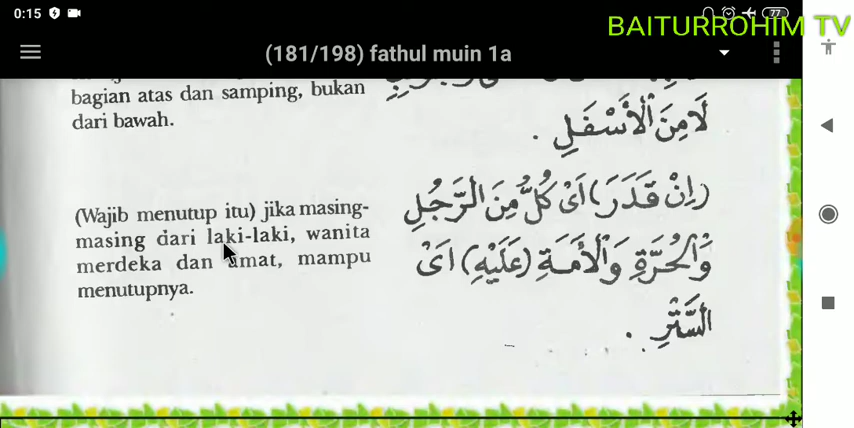 0:15
77
BAITURROHIM TV
(181/198) fathul muin 1a
bagian atas dan samping, bukan
dari bawah.
لَا مِنَ الْأَسْفَلِ .
(Wajib menutup itu) jika masing-
masing dari laki-laki, wanita
merdeka dan amat, mampu
menutupnya.
(اِنْ قَدَرَ) اَىْ كُلٌّ مِنَ الرَّجُلِ
وَالْحُرَّةِ وَالْأَمَةِ (عَلَيْهِ) اَىْ
السَّتْرِ .